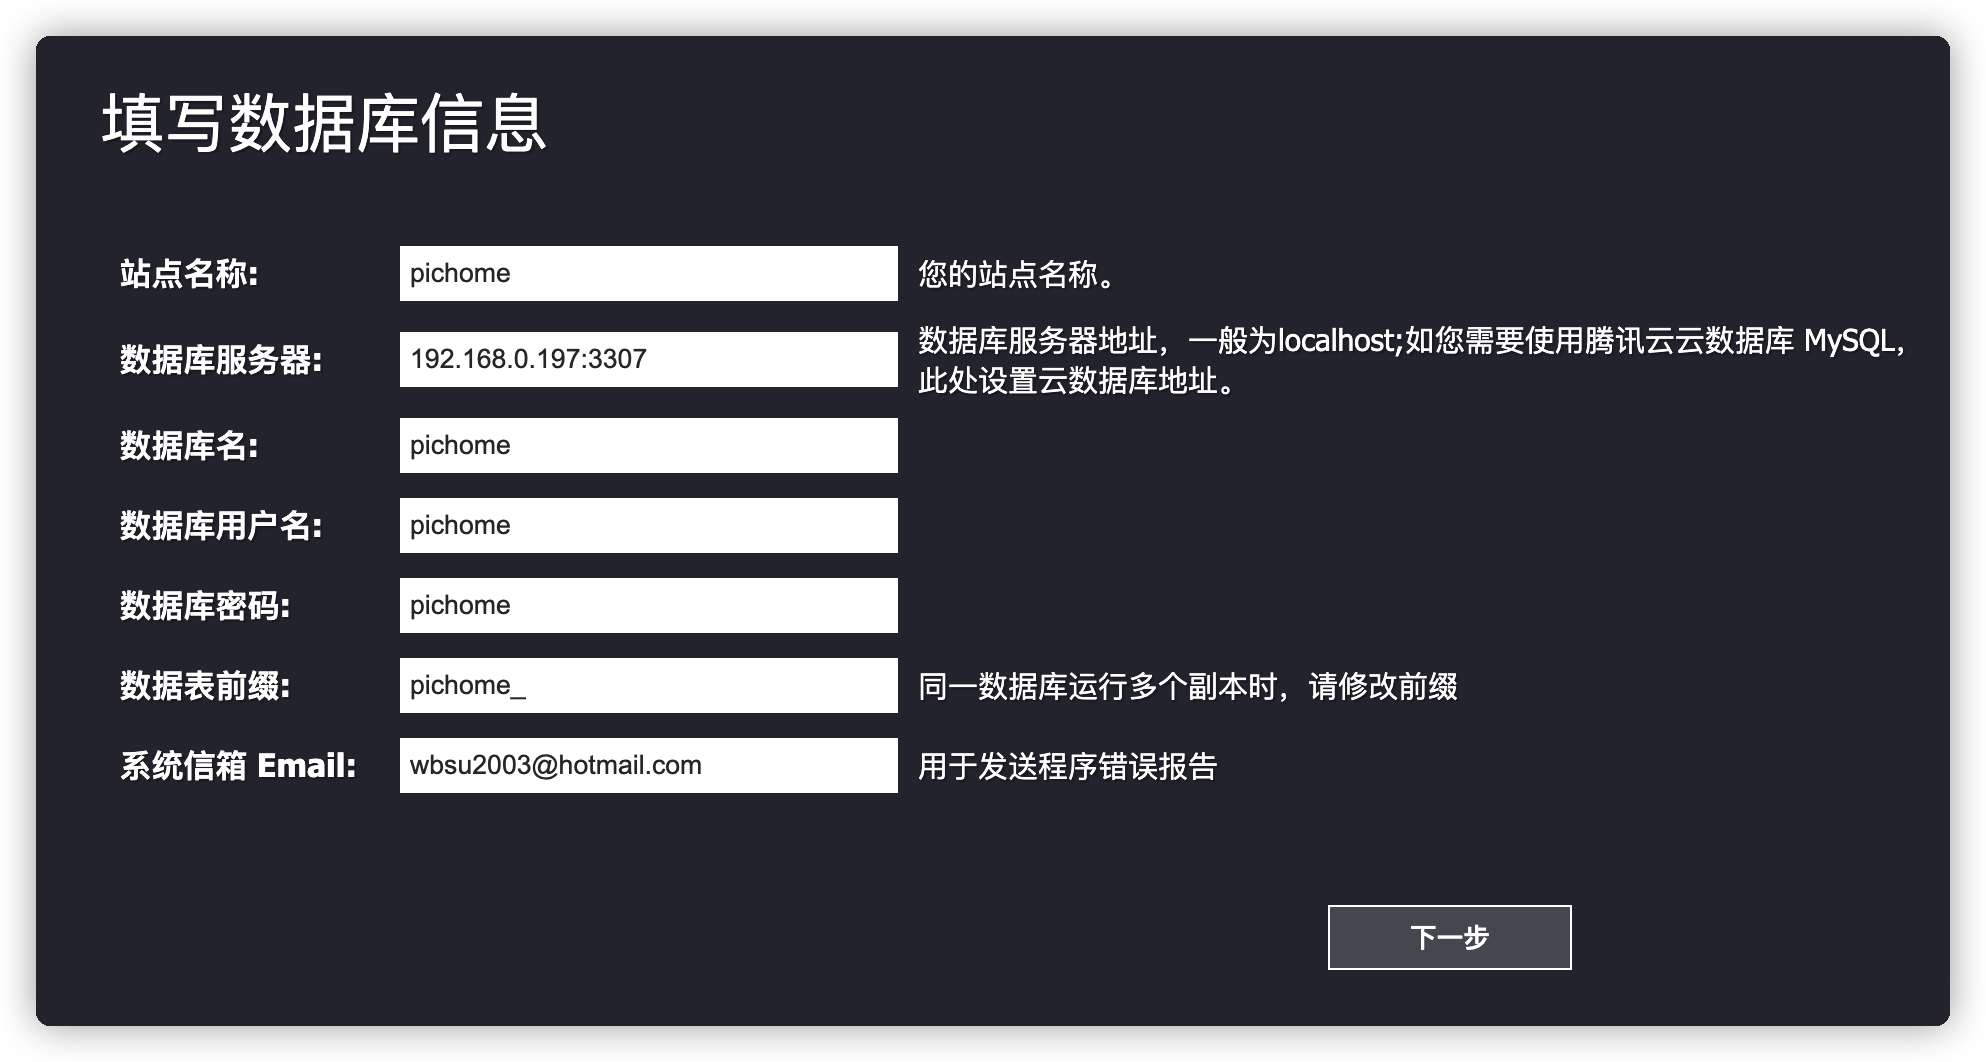 填写数据库信息
站点名称: pichome 您的站点名称。
数据库服务器: 192.168.0.197:3307 数据库服务器地址，一般为localhost;如您需要使用腾讯云云数据库 MySQL，
此处设置云数据库地址。
数据库名: pichome
数据库用户名: pichome
数据库密码: pichome
数据表前缀: pichome_ 同一数据库运行多个副本时，请修改前缀
系统信箱 Email: wbsu2003@hotmail.com 用于发送程序错误报告
下一步